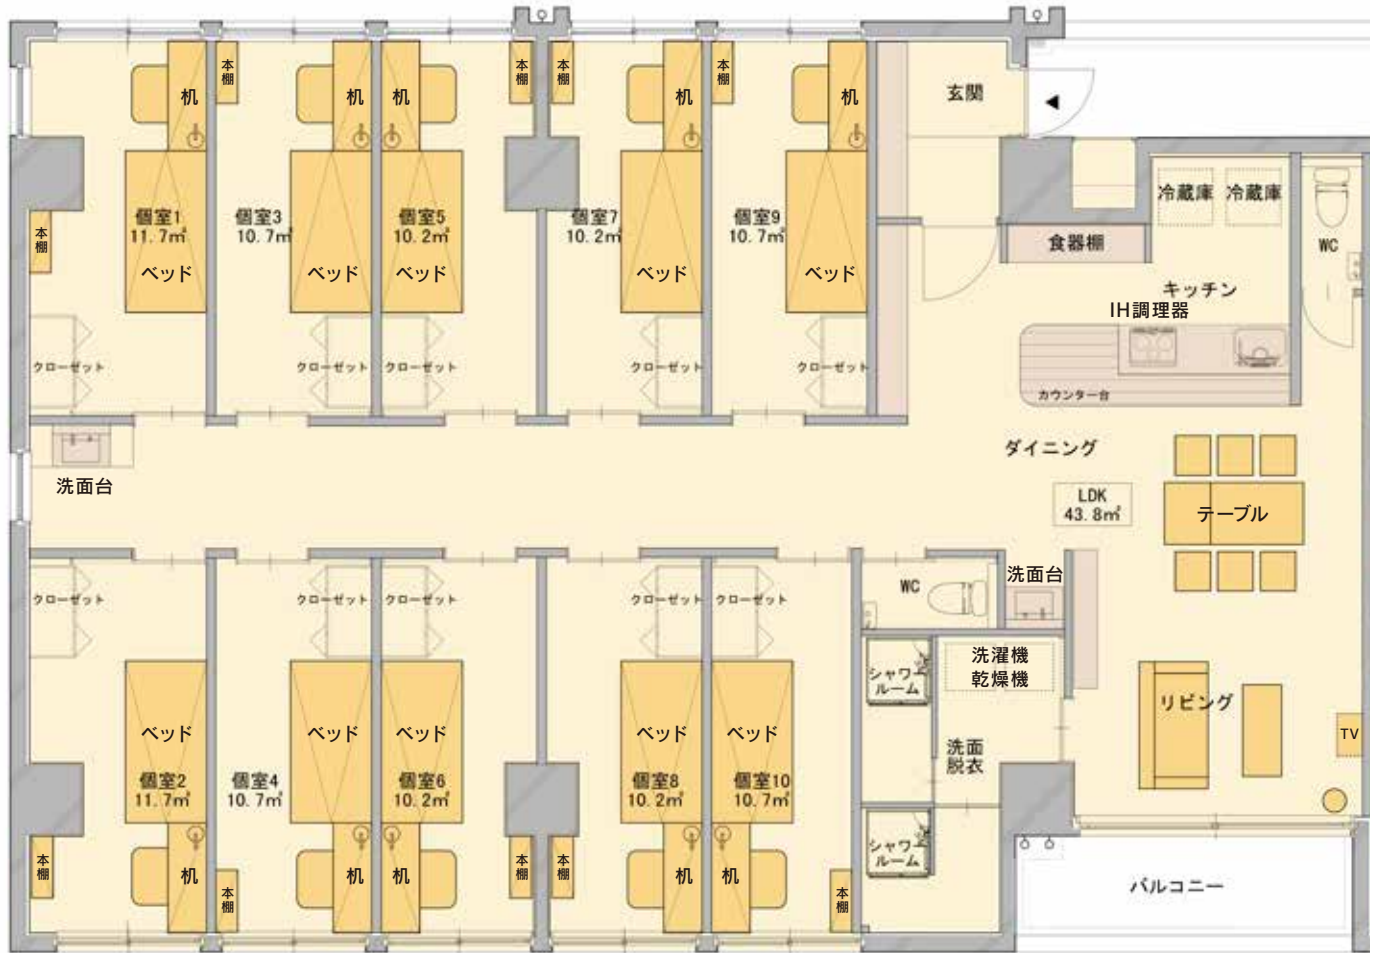 本棚
机
本棚
机
机
本棚
本棚
机
本棚
机
玄関
冷蔵庫
冷蔵庫
本棚
個室1
11.7㎡
ベッド
個室3
10.7㎡
ベッド
個室5
10.2㎡
ベッド
個室7
10.2㎡
ベッド
個室9
10.7㎡
ベッド
食器棚
WC
キッチン
IH調理器
クローゼット
クローゼット
クローゼット
クローゼット
クローゼット
カウンター台
洗面台
ダイニング
LDK
43.8㎡
テーブル
クローゼット
クローゼット
クローゼット
クローゼット
クローゼット
WC
洗面台
シャワー
ルーム
洗濯機
乾燥機
リビング
TV
ベッド
個室2
11.7㎡
ベッド
個室4
10.7㎡
ベッド
個室6
10.2㎡
ベッド
個室8
10.2㎡
ベッド
個室10
10.7㎡
洗面
脱衣
本棚
机
本棚
机
机
本棚
本棚
机
机
本棚
シャワー
ルーム
バルコニー